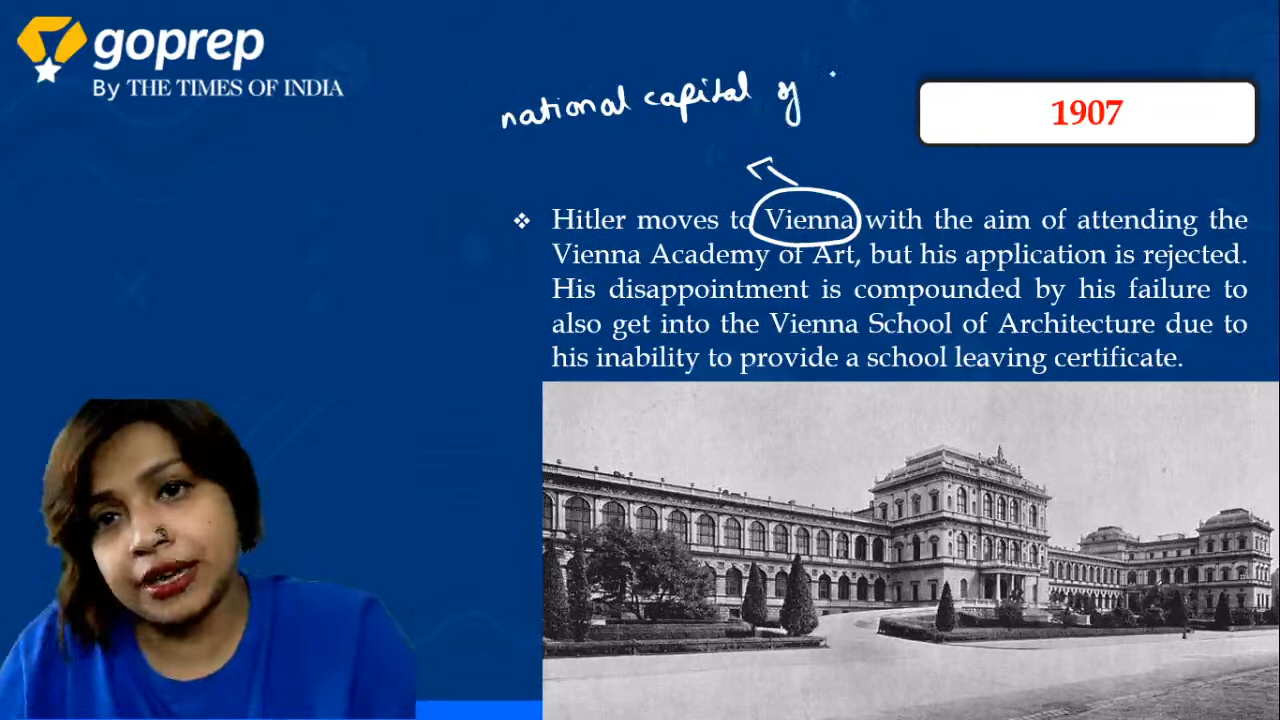 goprep
By THE TIMES OF INDIA
national capital of
1907
❖ Hitler moves to Vienna with the aim of attending the
Vienna Academy of Art, but his application is rejected.
His disappointment is compounded by his failure to
also get into the Vienna School of Architecture due to
his inability to provide a school leaving certificate.